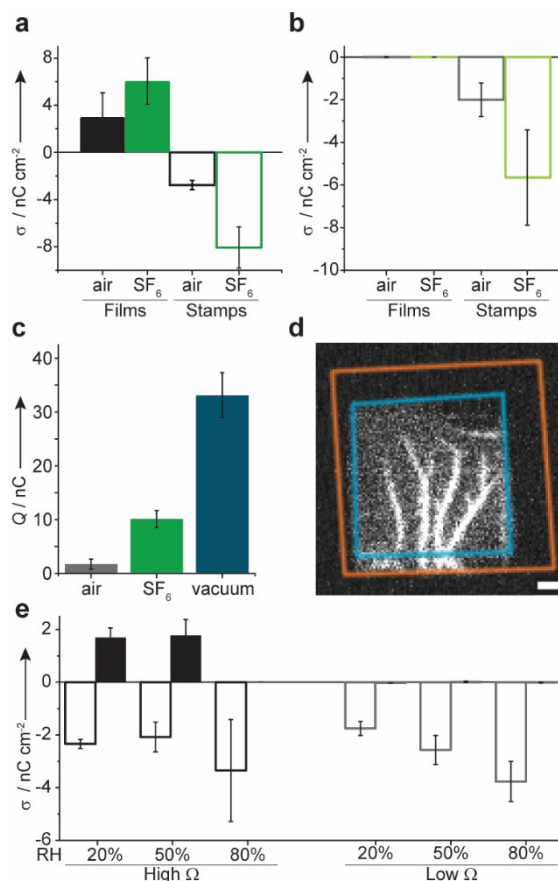 a
8
4
0
-4
-8
σ / nC cm⁻²
air SF₆ air SF₆
Films Stamps
b
0
-2
-4
-6
-8
-10
σ / nC cm⁻²
air SF₆ air SF₆
Films Stamps
c
40
30
20
10
0
Q / nC
air SF₆ vacuum
d
e
2
0
-2
-4
-6
σ / nC cm⁻²
RH 20% 50% 80% 20% 50% 80%
High Ω Low Ω